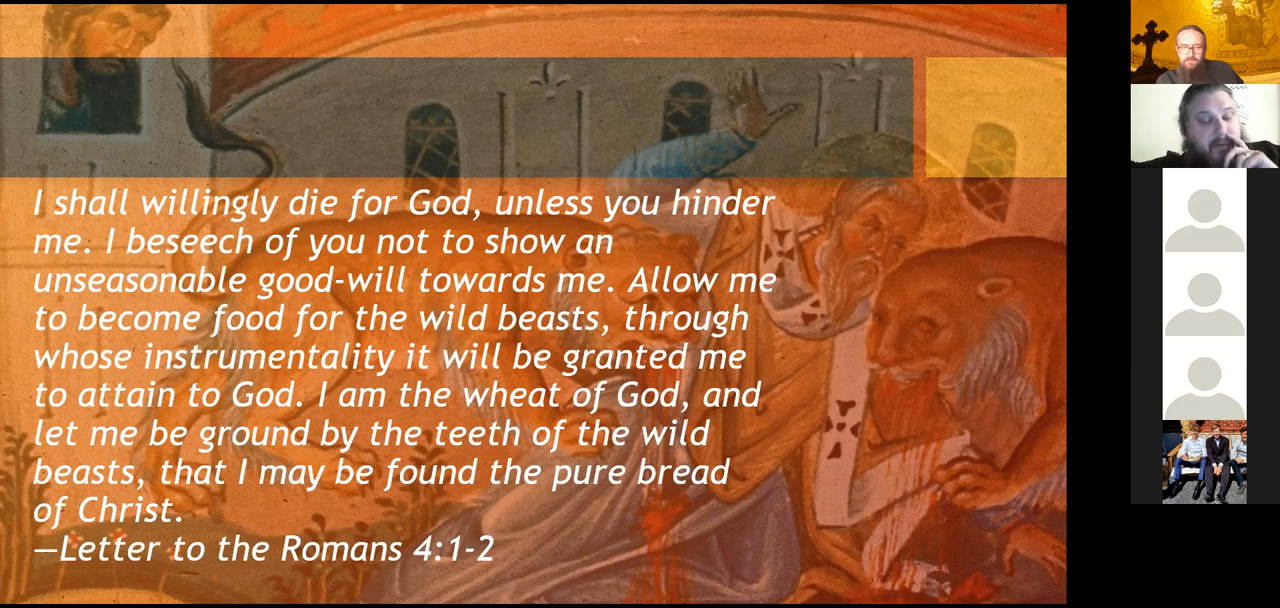 I shall willingly die for God, unless you hinder
me. I beseech of you not to show an
unseasonable good-will towards me. Allow me
to become food for the wild beasts, through
whose instrumentality it will be granted me
to attain to God. I am the wheat of God, and
let me be ground by the teeth of the wild
beasts, that I may be found the pure bread
of Christ.
—Letter to the Romans 4:1-2